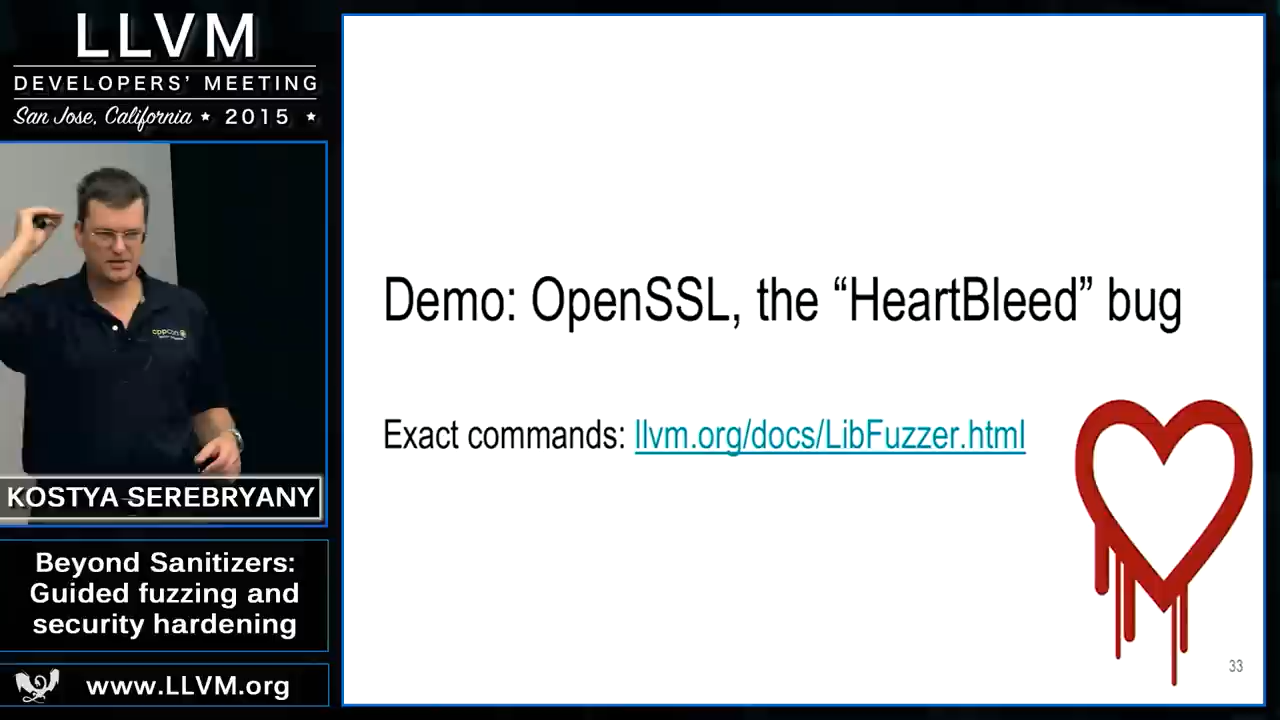 LLVM
DEVELOPERS' MEETING
San Jose, California ★ 2015 ★
cppcon
KOSTYA SEREBRYANY
Beyond Sanitizers:
Guided fuzzing and
security hardening
www.LLVM.org
Demo: OpenSSL, the “HeartBleed” bug
Exact commands: llvm.org/docs/LibFuzzer.html
33